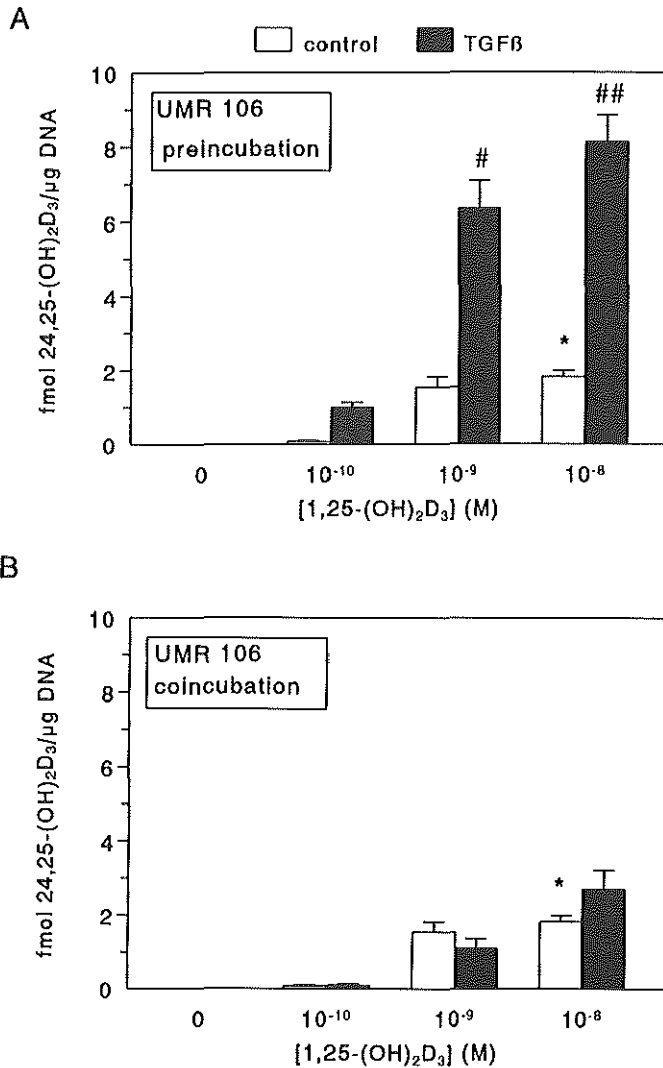 A
control TGFß
10
8
6
4
2
0
fmol 24,25-(OH)₂D₃/µg DNA
UMR 106
preincubation
#
##
*
0 10⁻¹⁰ 10⁻⁹ 10⁻⁸
[1,25-(OH)₂D₃] (M)
B
10
8
6
4
2
0
fmol 24,25-(OH)₂D₃/µg DNA
UMR 106
coincubation
*
0 10⁻¹⁰ 10⁻⁹ 10⁻⁸
[1,25-(OH)₂D₃] (M)